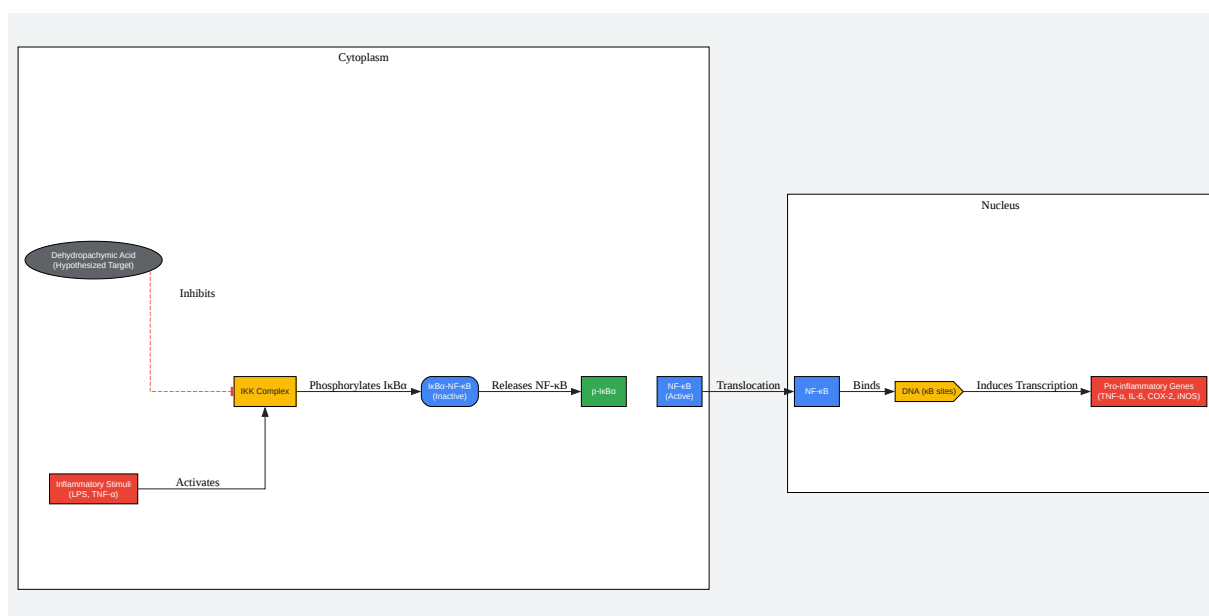 Cytoplasm
Nucleus
Dehydropachymic Acid
(Hypothesized Target)
Inhibits
IKK Complex
Phosphorylates IκBα
IκBα-NF-κB
(Inactive)
Releases NF-κB
p-IκBα
NF-κB
(Active)
Translocation
NF-κB
Binds
DNA (κB sites)
Induces Transcription
Pro-inflammatory Genes
(TNF-α, IL-6, COX-2, iNOS)
Inflammatory Stimuli
(LPS, TNF-α)
Activates